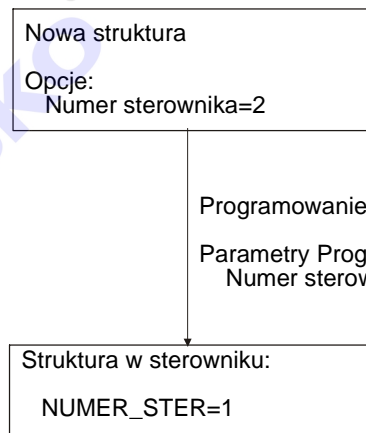 Nowa struktura
Opcje:
Numer sterownika=2
Programowanie
Parametry Prog
Numer sterow
Struktura w sterowniku:
NUMER_STER=1